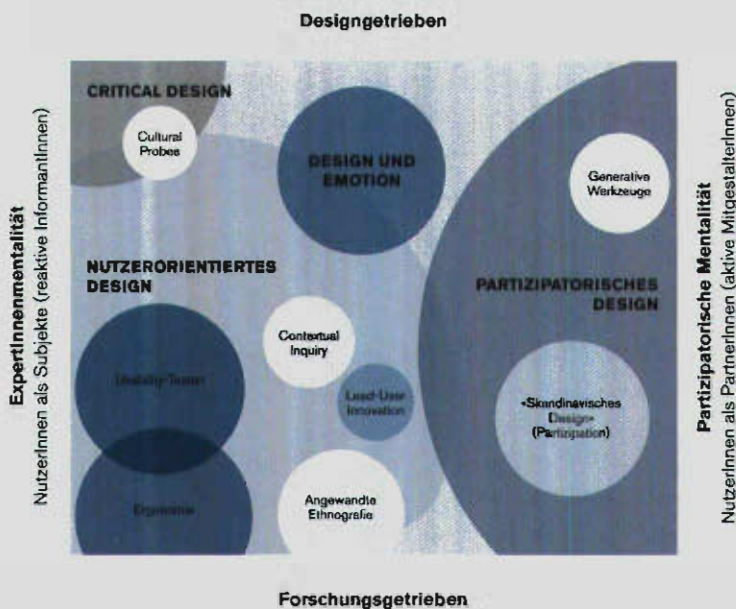 Designgetrieben
CRITICAL DESIGN
Cultural
Probes
DESIGN UND
EMOTION
Generative
Werkzeuge
ExpertInnenmentalität
NutzerInnen als Subjekte (reaktive InformantInnen)
NUTZERORIENTIERTES
DESIGN
PARTIZIPATORISCHES
DESIGN
Partizipatorische Mentalität
NutzerInnen als PartnerInnen (aktive MitgestalterInnen)
Contextual
Inquiry
Usability-Testen
Lead-User
Innovation
«Skandinavisches
Design»
(Partizipation)
Ergonomie
Angewandte
Ethnografie
Forschungsgetrieben